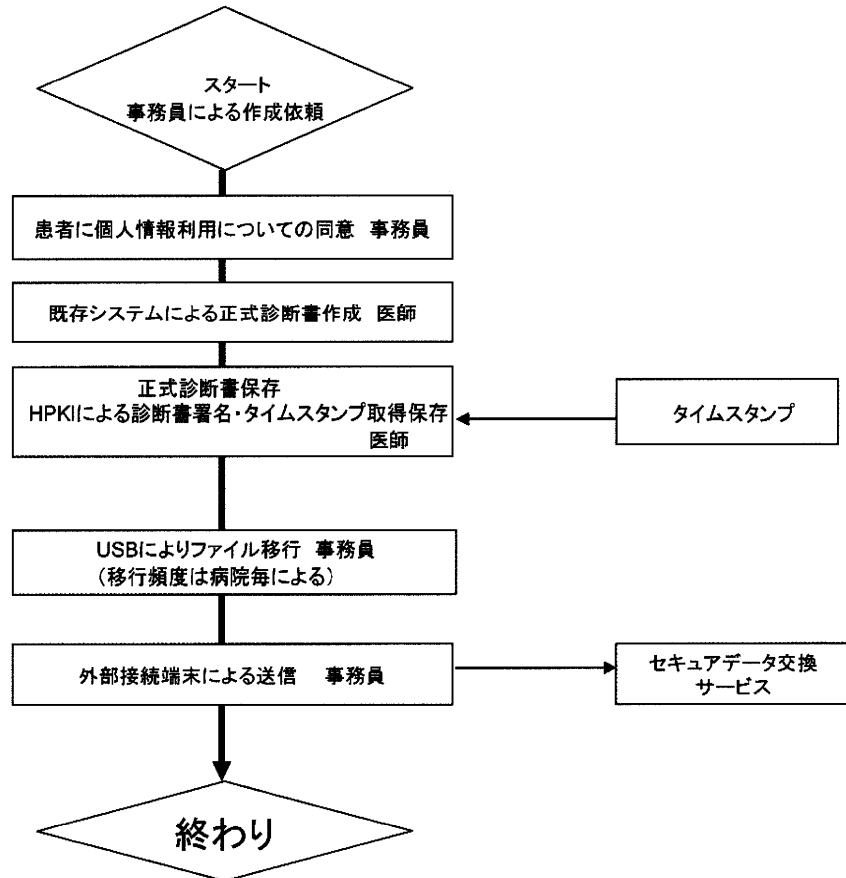 スタート
事務員による作成依頼
患者に個人情報利用についての同意 事務員
既存システムによる正式診断書作成 医師
正式診断書保存
HPKIによる診断書署名・タイムスタンプ取得保存
医師
タイムスタンプ
USBによりファイル移行 事務員
（移行頻度は病院毎による）
外部接続端末による送信 事務員
セキュアデータ交換
サービス
終わり